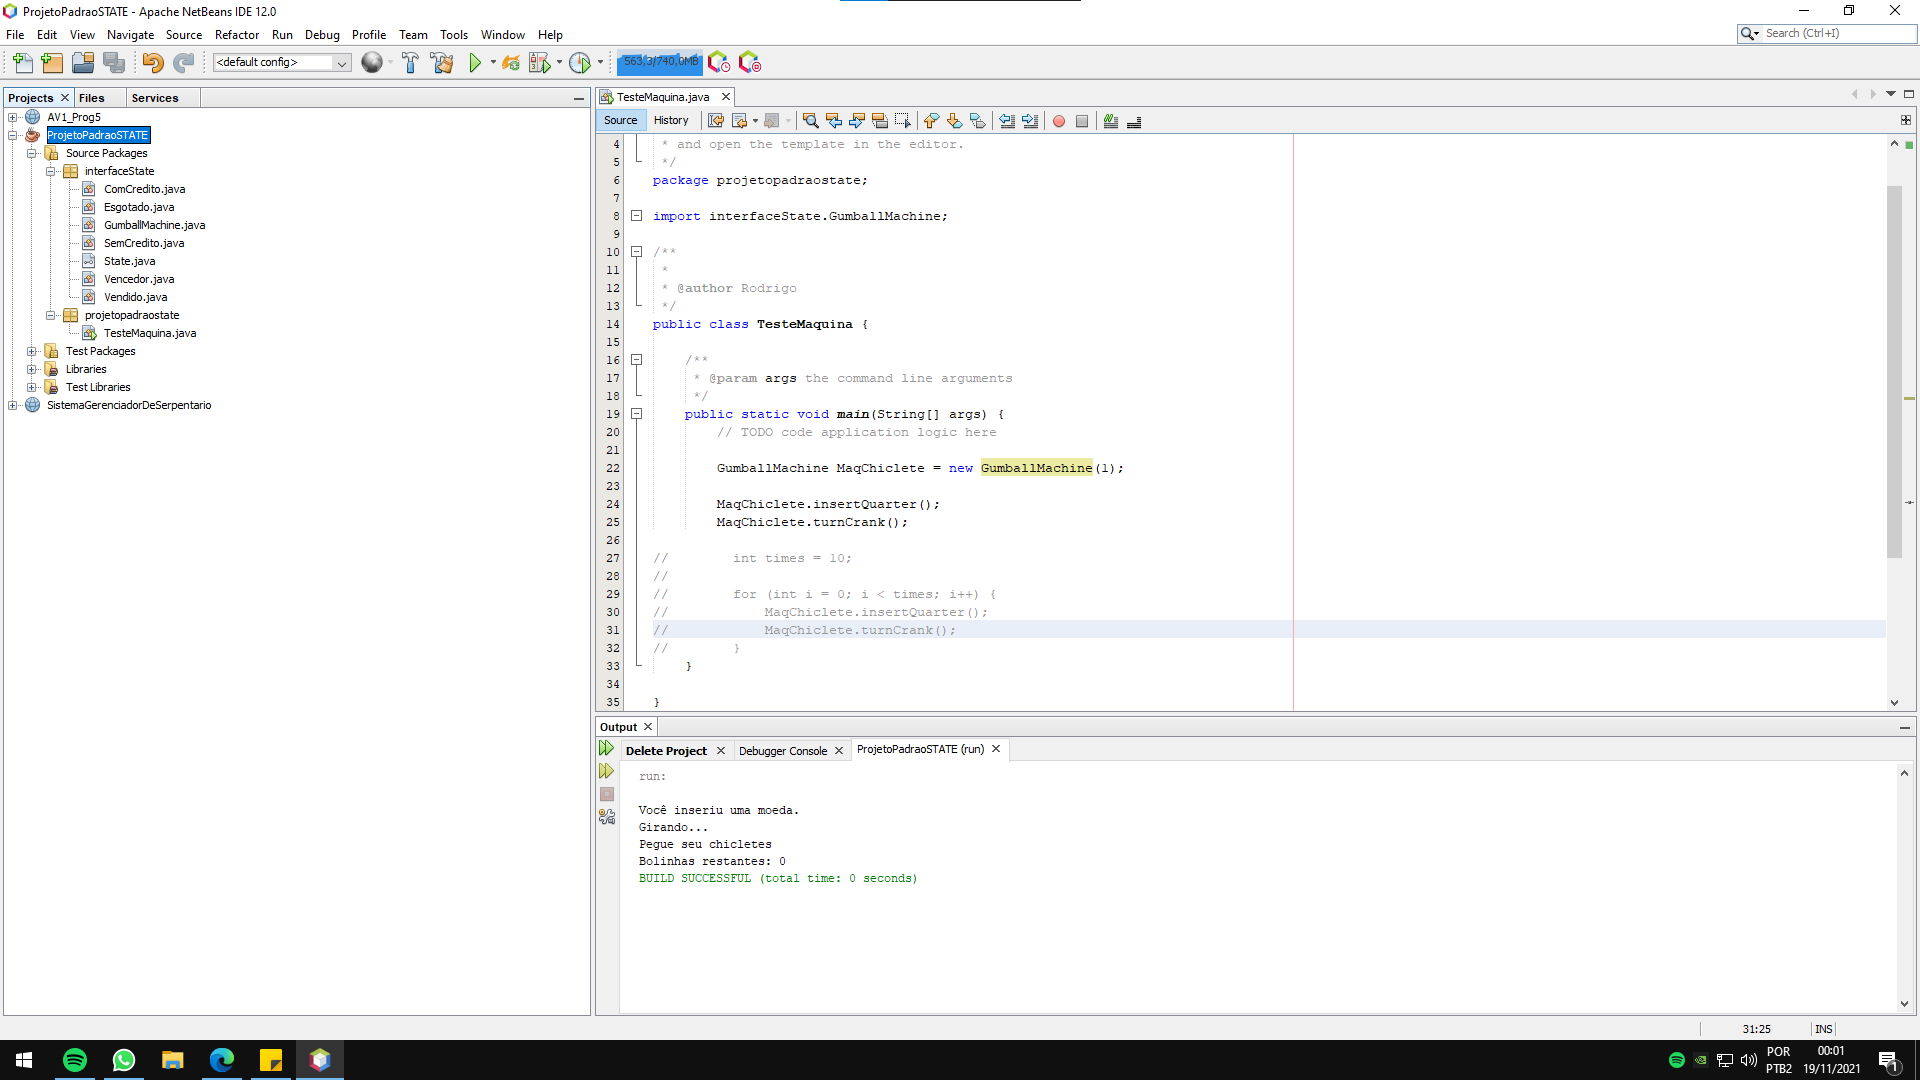 ProjetoPadraoSTATE - Apache NetBeans IDE 12.0
File Edit View Navigate Source Refactor Run Debug Profile Team Tools Window Help
Search (Ctrl+I)
<default config>
563,3/740,0MB
Projects Files Services
AV1_Prog5
ProjetoPadraoSTATE
Source Packages
interfaceState
ComCredito.java
Esgotado.java
GumballMachine.java
SemCredito.java
State.java
Vencedor.java
Vendido.java
projetopadraostate
TesteMaquina.java
Test Packages
Libraries
Test Libraries
SistemaGerenciadorDeSerpentario
TesteMaquina.java
Source History
4 * and open the template in the editor.
5 */
6 package projetopadraostate;
7
8 import interfaceState.GumballMachine;
9
10 /**
11 *
12 * @author Rodrigo
13 */
14 public class TesteMaquina {
15
16 /**
17 * @param args the command line arguments
18 */
19 public static void main(String[] args) {
20 // TODO code application logic here
21
22 GumballMachine MaqChiclete = new GumballMachine(1);
23
24 MaqChiclete.insertQuarter();
25 MaqChiclete.turnCrank();
26
27 // int times = 10;
28 //
29 // for (int i = 0; i < times; i++) {
30 // MaqChiclete.insertQuarter();
31 // MaqChiclete.turnCrank();
32 // }
33 }
34
35 }
Output
Delete Project Debugger Console ProjetoPadraoSTATE (run)
run:
Você inseriu uma moeda.
Girando...
Pegue seu chicletes
Bolinhas restantes: 0
BUILD SUCCESSFUL (total time: 0 seconds)
31:25 INS
POR
PTB2
00:01
19/11/2021
1